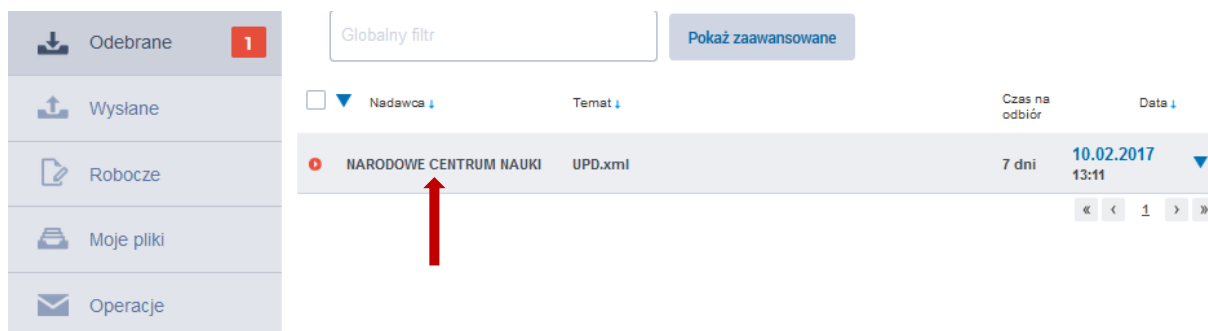 Odebrane 1
Wysłane
Robocze
Moje pliki
Operacje
Globalny filtr
Pokaż zaawansowane
Nadawca ↓ Temat ↓ Czas na odbiór Data ↓
NARODOWE CENTRUM NAUKI UPD.xml 7 dni 10.02.2017
13:11
« ‹ 1 › »